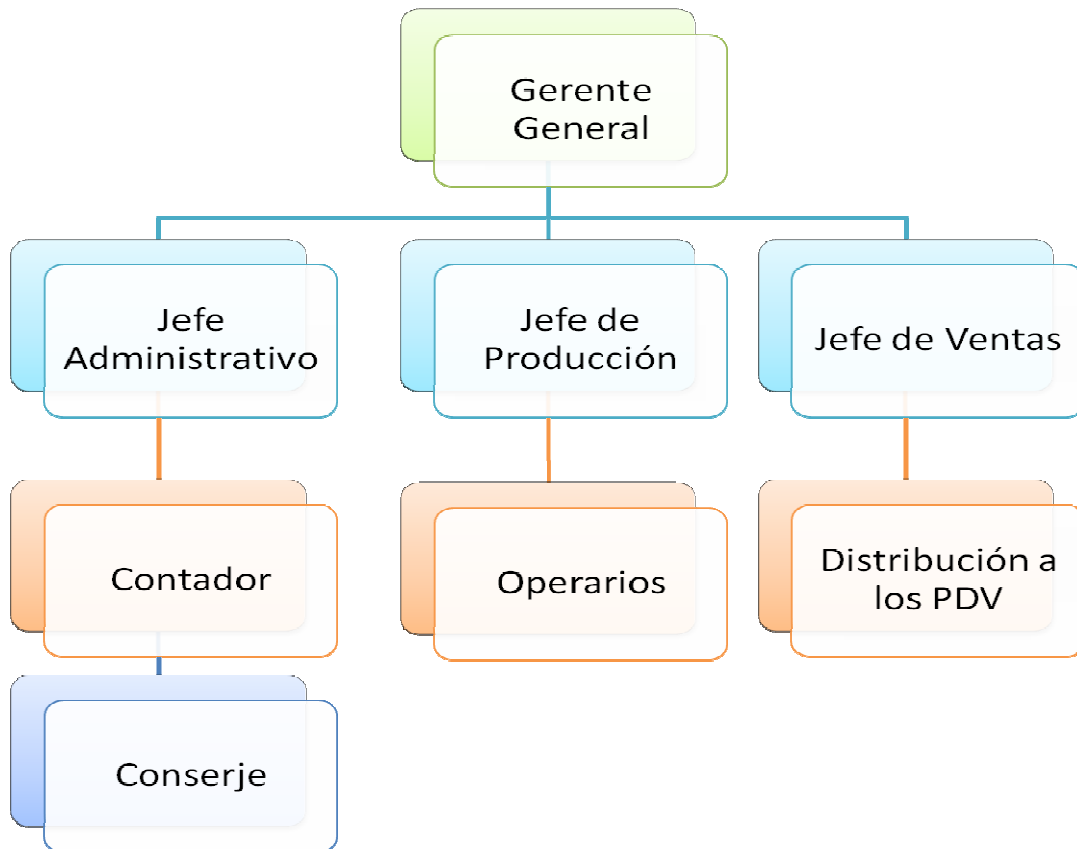 Gerente
General
Jefe
Administrativo
Jefe de
Producción
Jefe de Ventas
Contador
Operarios
Distribución a
los PDV
Conserje